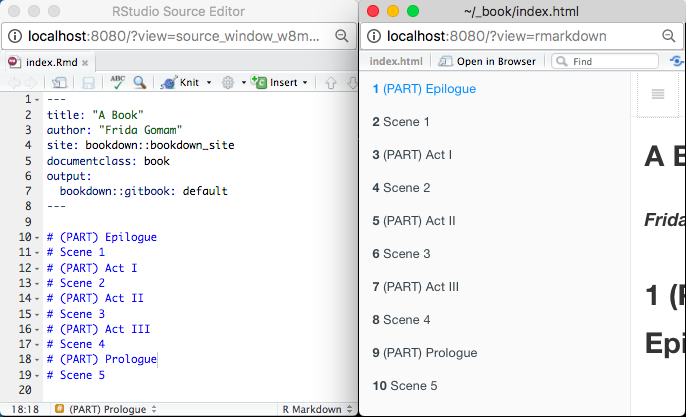 RStudio Source Editor
localhost:8080/?view=source_window_w8m...
index.Rmd
ABC Knit Insert
1 ---
2 title: "A Book"
3 author: "Frida Gomam"
4 site: bookdown::bookdown_site
5 documentclass: book
6 output:
7 bookdown::gitbook: default
8 ---
9
10 # (PART) Epilogue
11 # Scene 1
12 # (PART) Act I
13 # Scene 2
14 # (PART) Act II
15 # Scene 3
16 # (PART) Act III
17 # Scene 4
18 # (PART) Prologue
19 # Scene 5
20
18:18 # (PART) Prologue R Markdown
~/_book/index.html
localhost:8080/?view=rmarkdown
index.html Open in Browser Find
1 (PART) Epilogue
2 Scene 1
3 (PART) Act I
4 Scene 2
5 (PART) Act II
6 Scene 3
7 (PART) Act III
8 Scene 4
9 (PART) Prologue
10 Scene 5
A B
Frida
1 (P
Epi